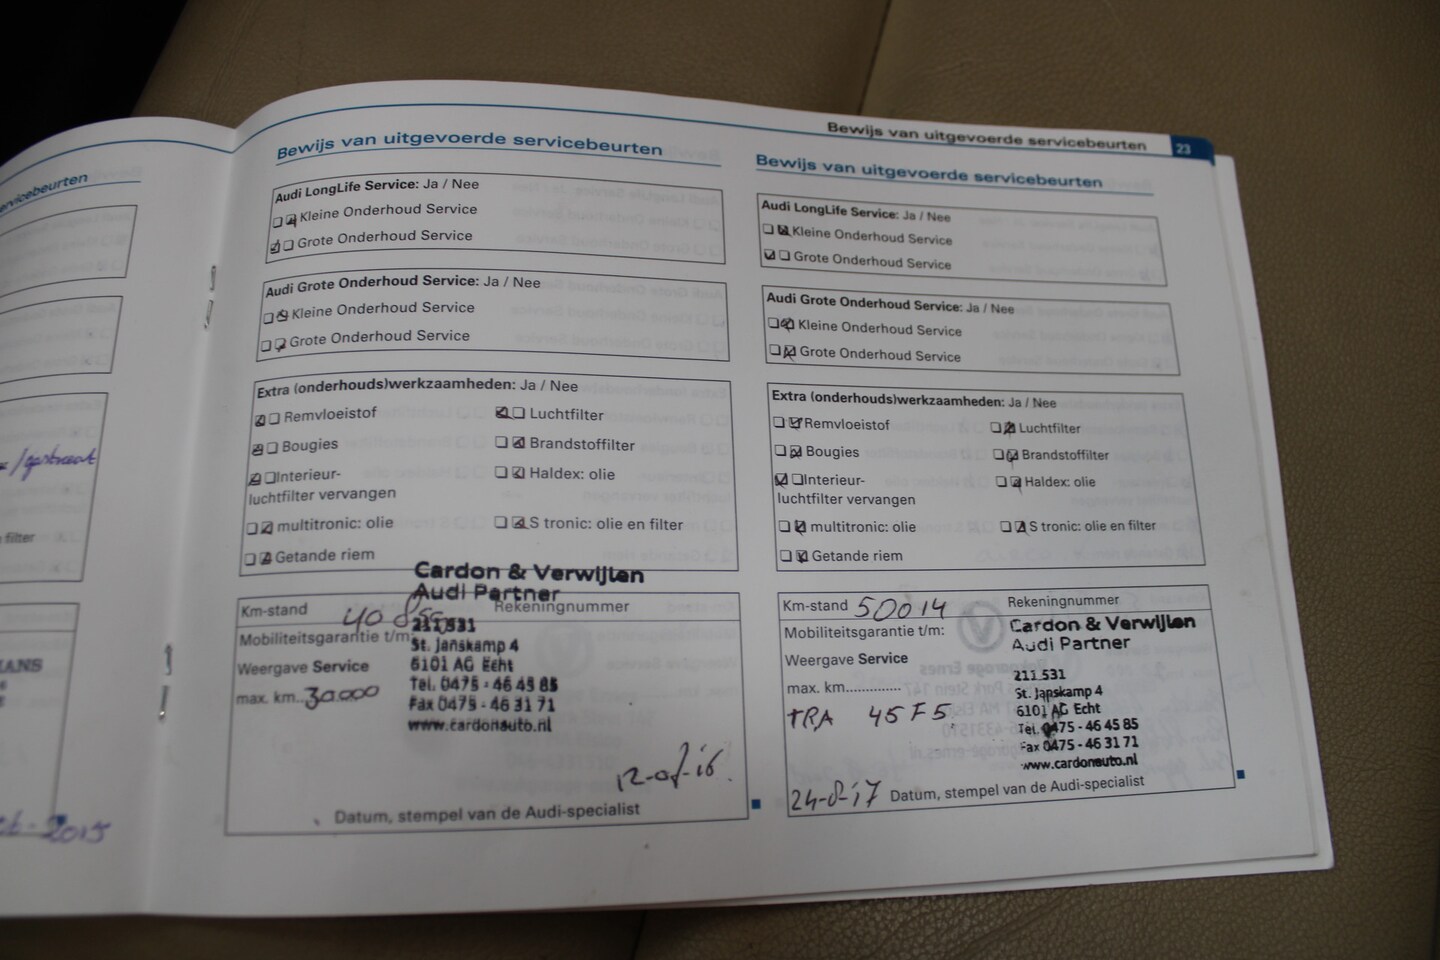 Bewijs van uitgevoerde servicebeurten 23
servicebeurten
/gestreept
filter
2015
Bewijs van uitgevoerde servicebeurten
Audi LongLife Service: Ja / Nee
Kleine Onderhoud Service
Grote Onderhoud Service
Audi Grote Onderhoud Service: Ja / Nee
Kleine Onderhoud Service
Grote Onderhoud Service
Extra (onderhouds)werkzaamheden: Ja / Nee
Remvloeistof Luchtfilter
Bougies Brandstoffilter
Interieur- Haldex: olie
luchtfilter vervangen
multitronic: olie S tronic: olie en filter
Getande riem
Cardon & Verwijlen
Audi Partner
Km-stand Rekeningnummer
211.531
Mobiliteitsgarantie t/m:
St. Janskamp 4
Weergave Service
6101 AG Echt
Tel. 0475 - 46 45 85
max. km. 30.000
Fax 0475 - 46 31 71
www.cardonauto.nl
Datum, stempel van de Audi-specialist
Bewijs van uitgevoerde servicebeurten
Audi LongLife Service: Ja / Nee
Kleine Onderhoud Service
Grote Onderhoud Service
Audi Grote Onderhoud Service: Ja / Nee
Kleine Onderhoud Service
Grote Onderhoud Service
Extra (onderhouds)werkzaamheden: Ja / Nee
Remvloeistof Luchtfilter
Bougies Brandstoffilter
Interieur- Haldex: olie
luchtfilter vervangen
multitronic: olie S tronic: olie en filter
Getande riem
Km-stand 50014 Rekeningnummer
Mobiliteitsgarantie t/m:
Cardon & Verwijlen
Audi Partner
Weergave Service
211.531
max. km.............
St. Janskamp 4
TRA 45F5
6101 AG Echt
Tel. 0475 - 46 45 85
Fax 0475 - 46 31 71
www.cardonauto.nl
24-8-17 Datum, stempel van de Audi-specialist